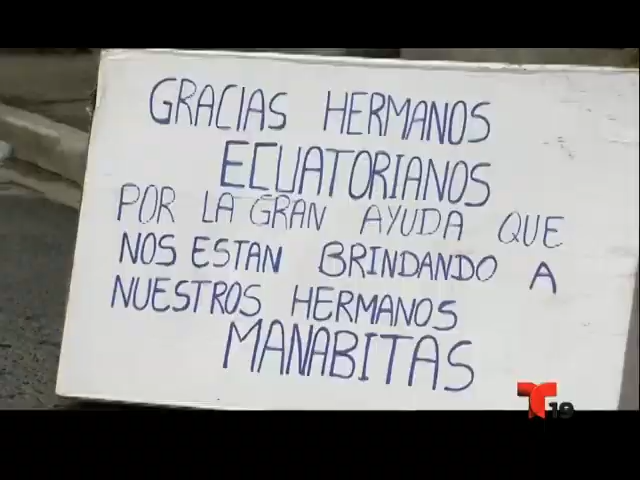 GRACIAS HERMANOS
ECUATORIANOS
POR LA GRAN AYUDA QUE
NOS ESTAN BRINDANDO A
NUESTROS HERMANOS
MANABITAS
T 19